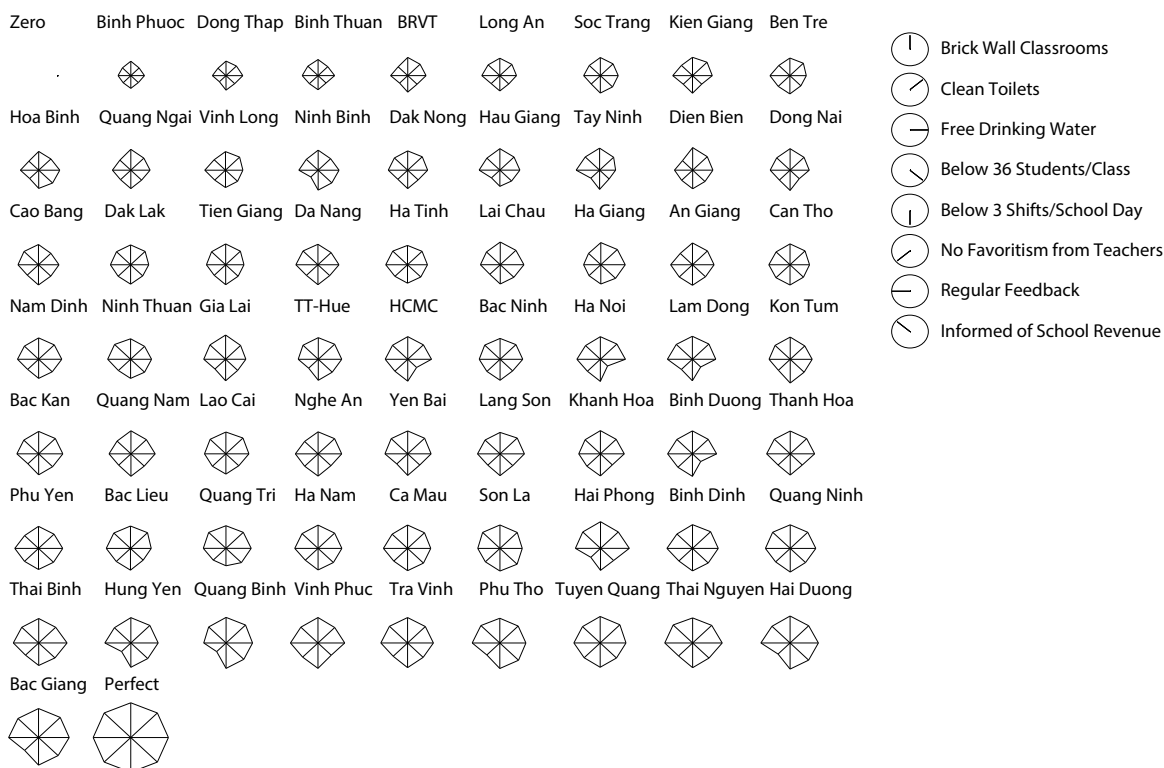 Zero Binh Phuoc Dong Thap Binh Thuan BRVT Long An Soc Trang Kien Giang Ben Tre
Hoa Binh Quang Ngai Vinh Long Ninh Binh Dak Nong Hau Giang Tay Ninh Dien Bien Dong Nai
Cao Bang Dak Lak Tien Giang Da Nang Ha Tinh Lai Chau Ha Giang An Giang Can Tho
Nam Dinh Ninh Thuan Gia Lai TT-Hue HCMC Bac Ninh Ha Noi Lam Dong Kon Tum
Bac Kan Quang Nam Lao Cai Nghe An Yen Bai Lang Son Khanh Hoa Binh Duong Thanh Hoa
Phu Yen Bac Lieu Quang Tri Ha Nam Ca Mau Son La Hai Phong Binh Dinh Quang Ninh
Thai Binh Hung Yen Quang Binh Vinh Phuc Tra Vinh Phu Tho Tuyen Quang Thai Nguyen Hai Duong
Bac Giang Perfect
Brick Wall Classrooms
Clean Toilets
Free Drinking Water
Below 36 Students/Class
Below 3 Shifts/School Day
No Favoritism from Teachers
Regular Feedback
Informed of School Revenue